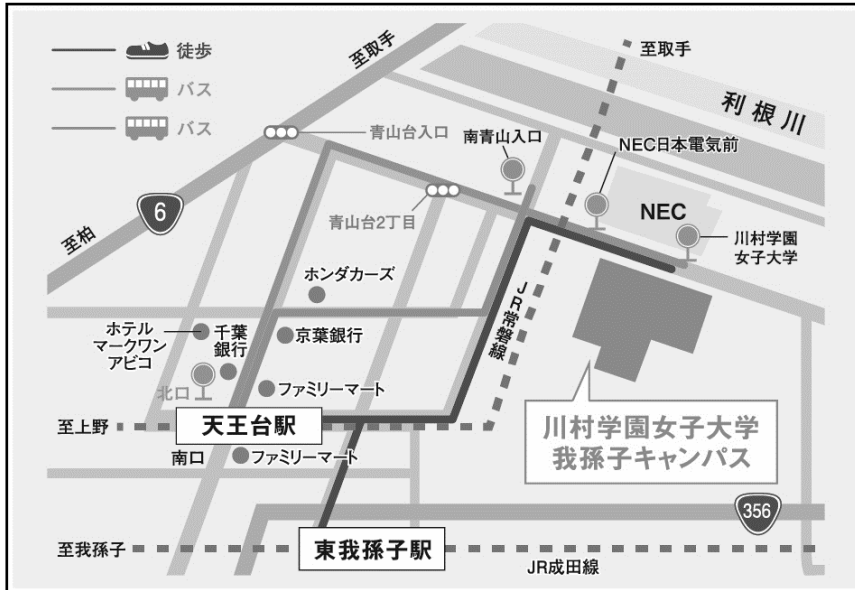 徒歩
バス
バス
至取手
至取手
利根川
青山台入口
南青山入口
NEC日本電気前
6
青山台2丁目
NEC
至柏
川村学園
女子大学
ホンダカーズ
JR常磐線
ホテル
マークワン
アビコ
千葉
銀行
京葉銀行
北口
ファミリーマート
至上野
天王台駅
川村学園女子大学
我孫子キャンパス
南口
ファミリーマート
356
至我孫子
東我孫子駅
JR成田線